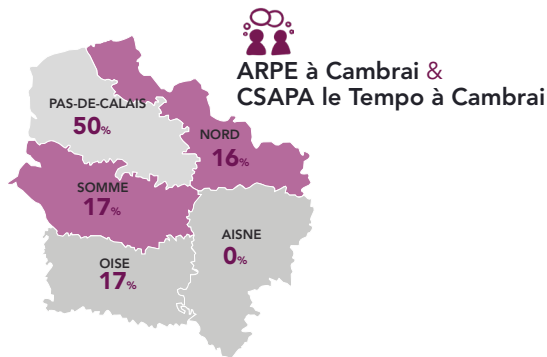 ARPE à Cambrai &
CSAPA le Tempo à Cambrai
PAS-DE-CALAIS
50%
NORD
16%
SOMME
17%
AISNE
0%
OISE
17%